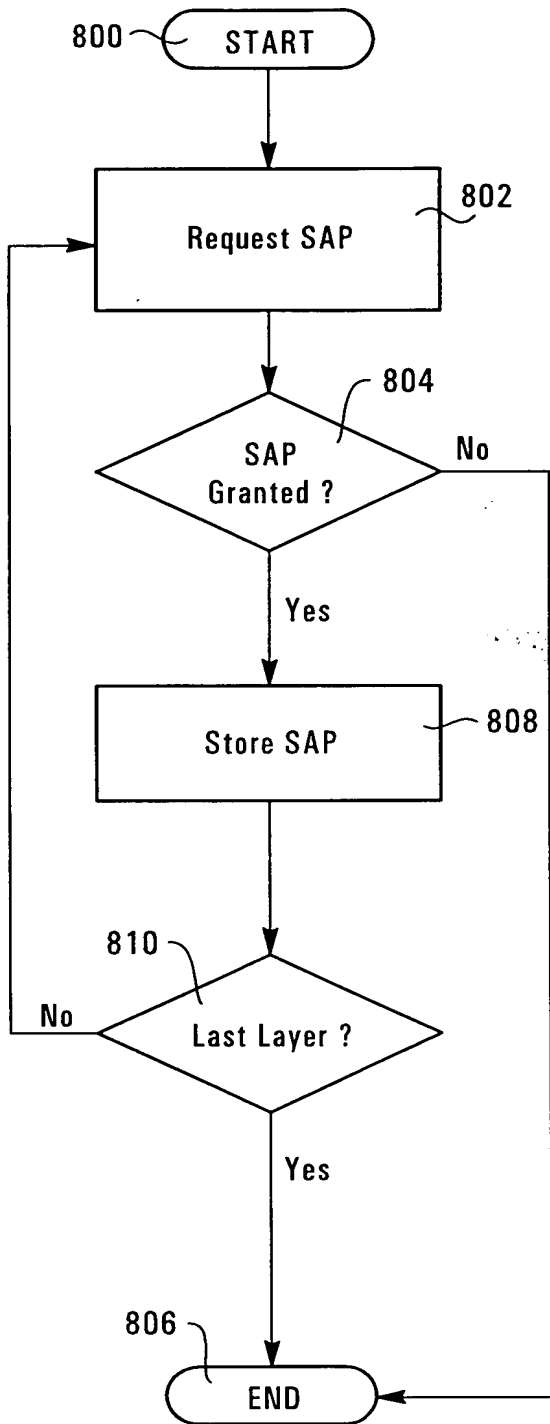 800
START
802
Request SAP
804
SAP
Granted ?
No
Yes
Store SAP
808
810
No
Last Layer ?
Yes
806
END